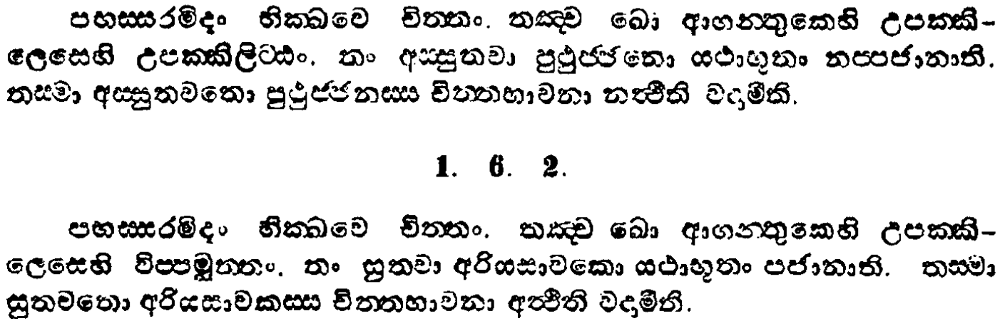 පභස්සරමිදං භික්ඛවෙ චිත්තං. තඤ්ච ඛො ආගන්තුකෙහි උපක්කි-
ලෙසෙහි උපක්කිලිට්ඨං. තං අස්සුතවා පුථුජ්ජනො යථාභූතං නප්පජානාති.
තස්මා අස්සුතවතො පුථුජ්ජනස්ස චිත්තභාවනා නත්ථීති වදාමීති.
1. 6. 2.
පභස්සරමිදං භික්ඛවෙ චිත්තං. තඤ්ච ඛො ආගන්තුකෙහි උපක්කි-
ලෙසෙහි විප්පමුත්තං. තං සුතවා අරියසාවකො යථාභූතං පජානාති. තස්මා
සුතවතො අරියසාවකස්ස චිත්තභාවනා අත්ථීති වදාමීති.